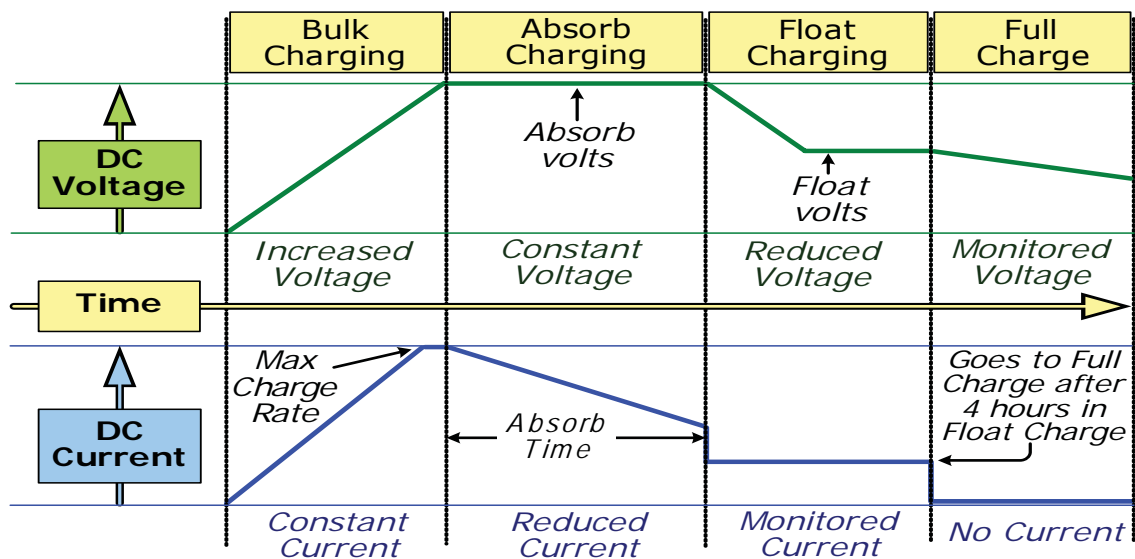 Bulk
Charging
Absorb
Charging
Float
Charging
Full
Charge
DC
Voltage
Absorb
volts
Float
volts
Increased
Voltage
Constant
Voltage
Reduced
Voltage
Monitored
Voltage
Time
DC
Current
Max
Charge
Rate
Absorb
Time
Goes to Full
Charge after
4 hours in
Float Charge
Constant
Current
Reduced
Current
Monitored
Current
No Current